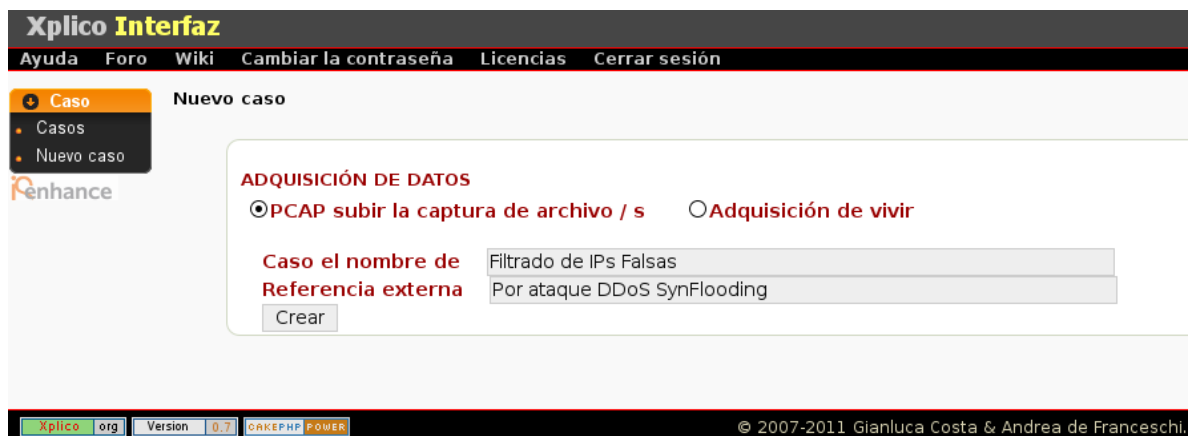 Xplico Interfaz
Ayuda Foro Wiki Cambiar la contraseña Licencias Cerrar sesión
Caso
Casos
Nuevo caso
enhance
Nuevo caso
ADQUISICIÓN DE DATOS
PCAP subir la captura de archivo / s Adquisición de vivir
Caso el nombre de Filtrado de IPs Falsas
Referencia externa Por ataque DDoS SynFlooding
Crear
Xplico org Version 0.7 CAKEPHP POWER © 2007-2011 Gianluca Costa & Andrea de Franceschi.